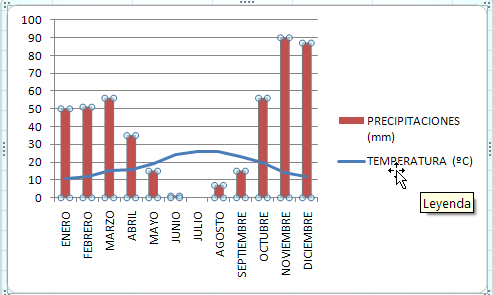 100
90
80
70
60
50
40
30
20
10
0
ENERO
FEBRERO
MARZO
ABRIL
MAYO
JUNIO
JULIO
AGOSTO
SEPTIEMBRE
OCTUBRE
NOVIEMBRE
DICIEMBRE
PRECIPITACIONES
(mm)
TEMPERATURA (ºC)
Leyenda